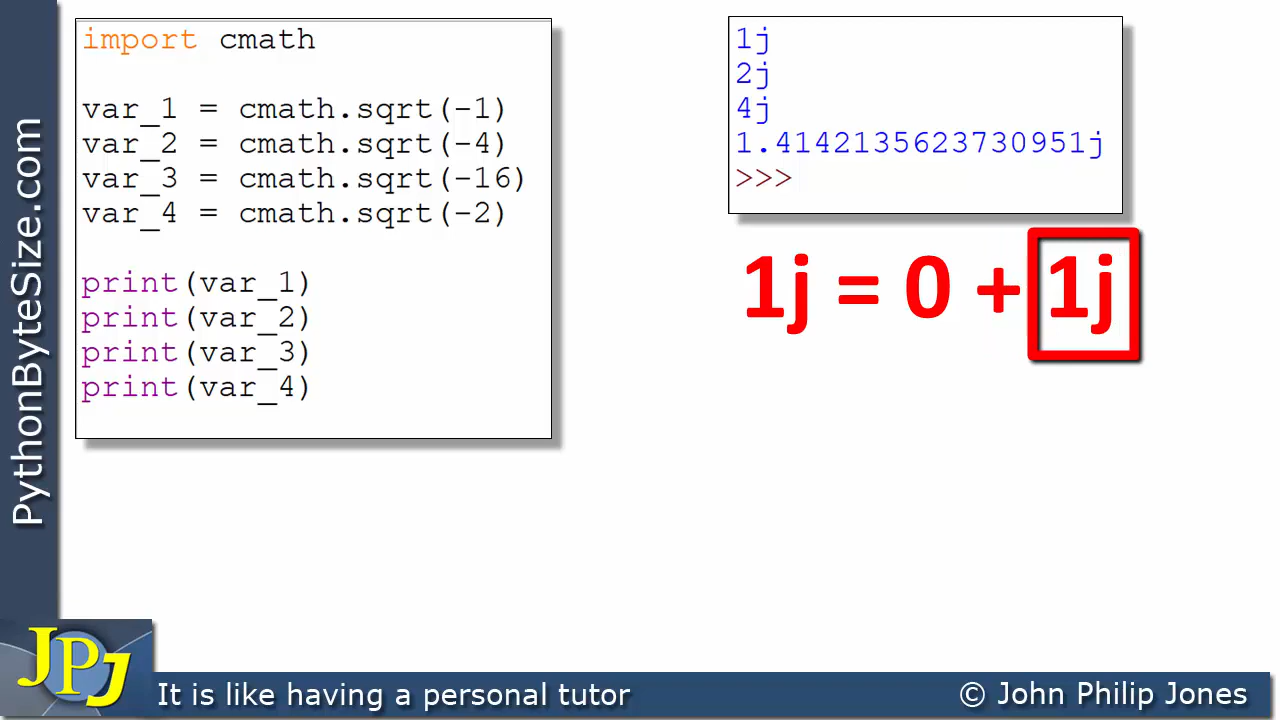 import cmath
var_1 = cmath.sqrt(-1)
var_2 = cmath.sqrt(-4)
var_3 = cmath.sqrt(-16)
var_4 = cmath.sqrt(-2)
print(var_1)
print(var_2)
print(var_3)
print(var_4)
1j
2j
4j
1.4142135623730951j
>>>
1j = 0 + 1j
PythonByteSize.com
JPJ
It is like having a personal tutor
© John Philip Jones